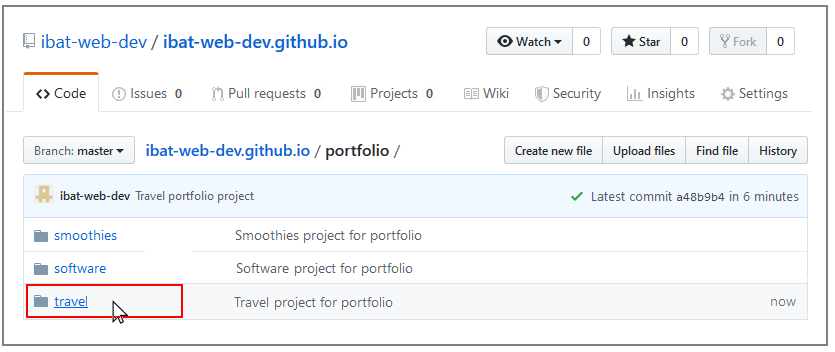 ibat-web-dev / ibat-web-dev.github.io Watch 0 Star 0 Fork 0
Code Issues 0 Pull requests 0 Projects 0 Wiki Security Insights Settings
Branch: master ibat-web-dev.github.io / portfolio / Create new file Upload files Find file History
ibat-web-dev Travel portfolio project Latest commit a48b9b4 in 6 minutes
smoothies Smoothies project for portfolio
software Software project for portfolio
travel Travel project for portfolio now